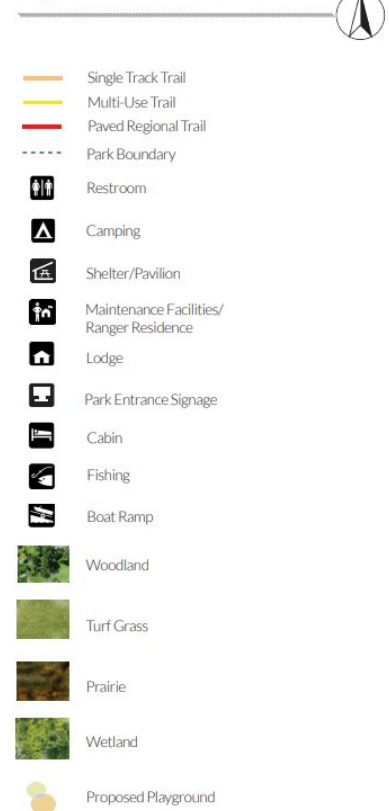 Single Track Trail
Multi-Use Trail
Paved Regional Trail
Park Boundary
Restroom
Camping
Shelter/Pavilion
Maintenance Facilities/
Ranger Residence
Lodge
Park Entrance Signage
Cabin
Fishing
Boat Ramp
Woodland
Turf Grass
Prairie
Wetland
Proposed Playground